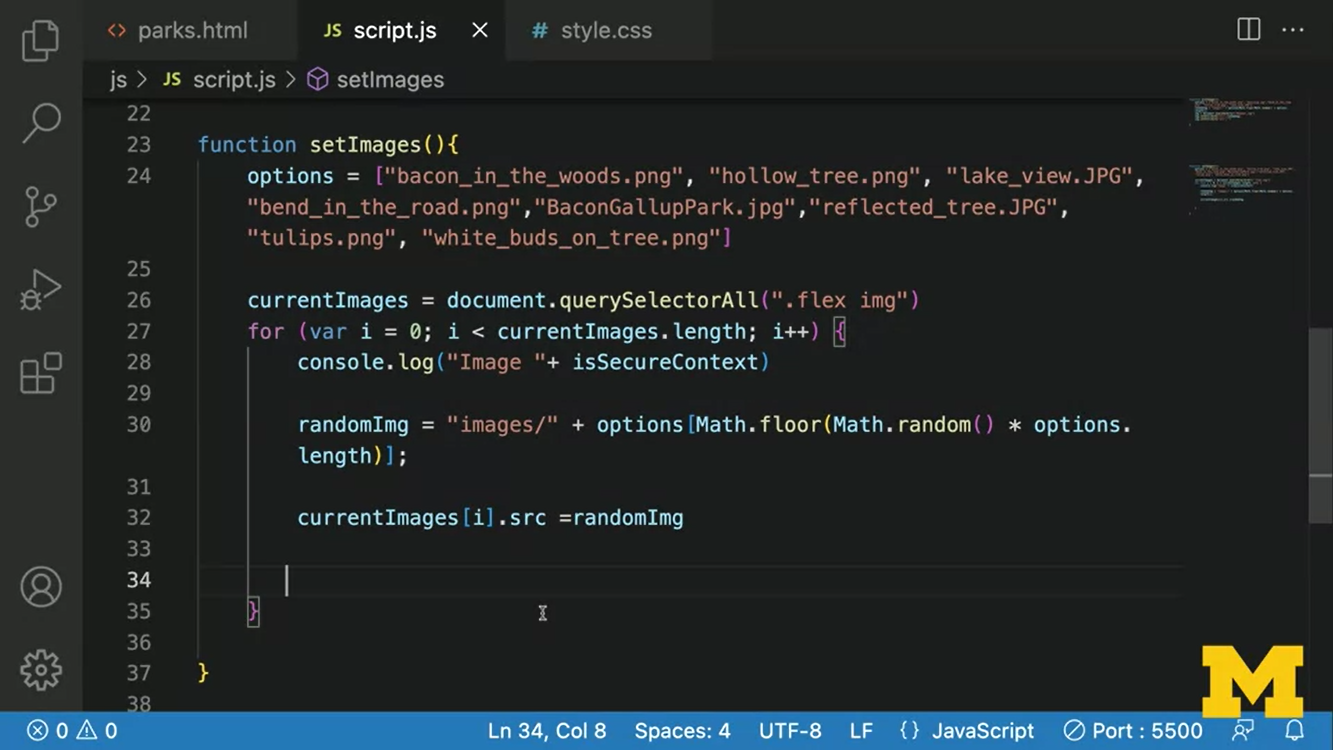 <> parks.html JS script.js × # style.css ...
js > JS script.js > setImages
22
23 function setImages(){
24 options = ["bacon_in_the_woods.png", "hollow_tree.png", "lake_view.JPG",
"bend_in_the_road.png","BaconGallupPark.jpg","reflected_tree.JPG",
"tulips.png", "white_buds_on_tree.png"]
25
26 currentImages = document.querySelectorAll(".flex img")
27 for (var i = 0; i < currentImages.length; i++) {
28 console.log("Image "+ isSecureContext)
29
30 randomImg = "images/" + options[Math.floor(Math.random() * options.
length)];
31
32 currentImages[i].src =randomImg
33
34
35 }
36
37 }
38
M
0 0 Ln 34, Col 8 Spaces: 4 UTF-8 LF {} JavaScript Port : 5500